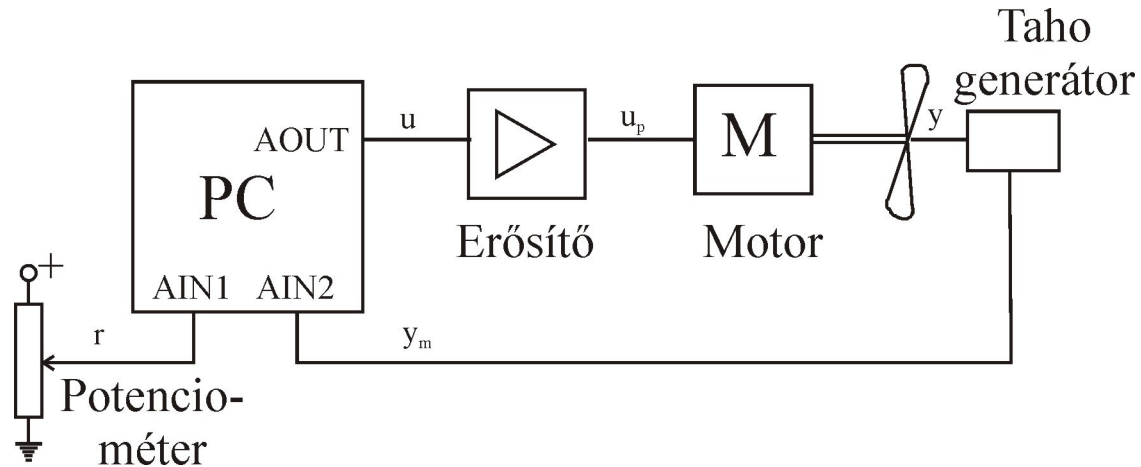 Taho
generátor
u
u_p
y
AOUT
M
PC
Erősítő
Motor
+
AIN1
AIN2
r
y_m
Potencio-
méter